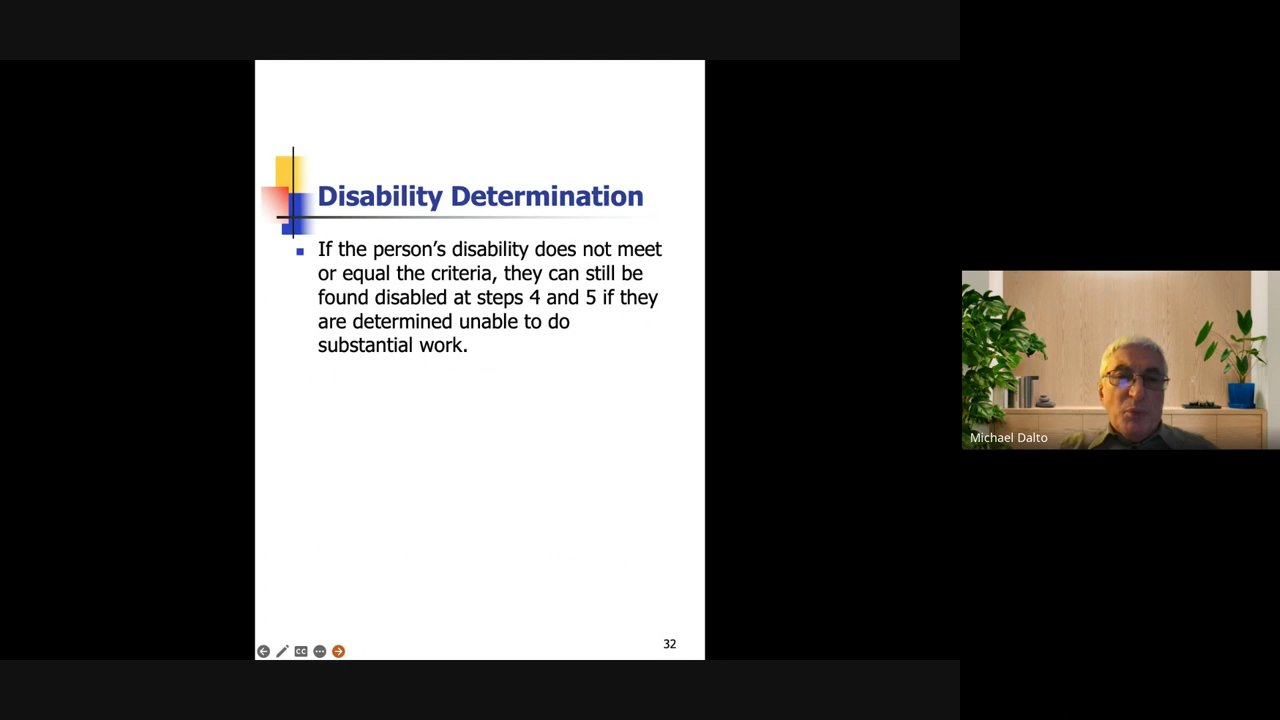 Disability Determination
If the person’s disability does not meet
or equal the criteria, they can still be
found disabled at steps 4 and 5 if they
are determined unable to do
substantial work.
32
CC
Michael Dalto